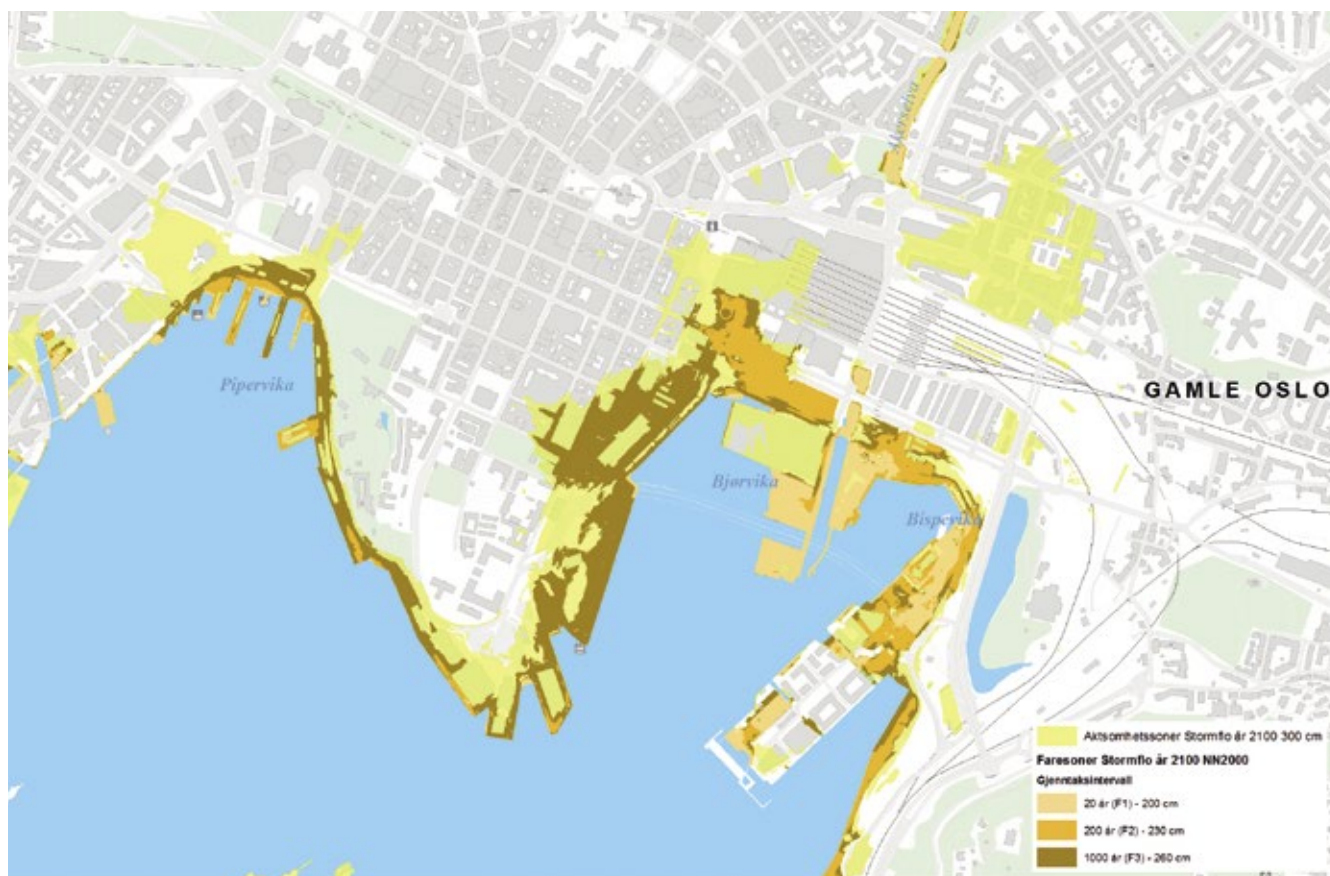 Akerselva
Pipervika
GAMLE OSLO
Bjørvika
Bispevika
Aktsomhetssoner Stormflo år 2100 300 cm
Faresoner Stormflo år 2100 NN2000
Gjenntaksintervall
20 år (F1) - 200 cm
200 år (F2) - 230 cm
1000 år (F3) - 260 cm